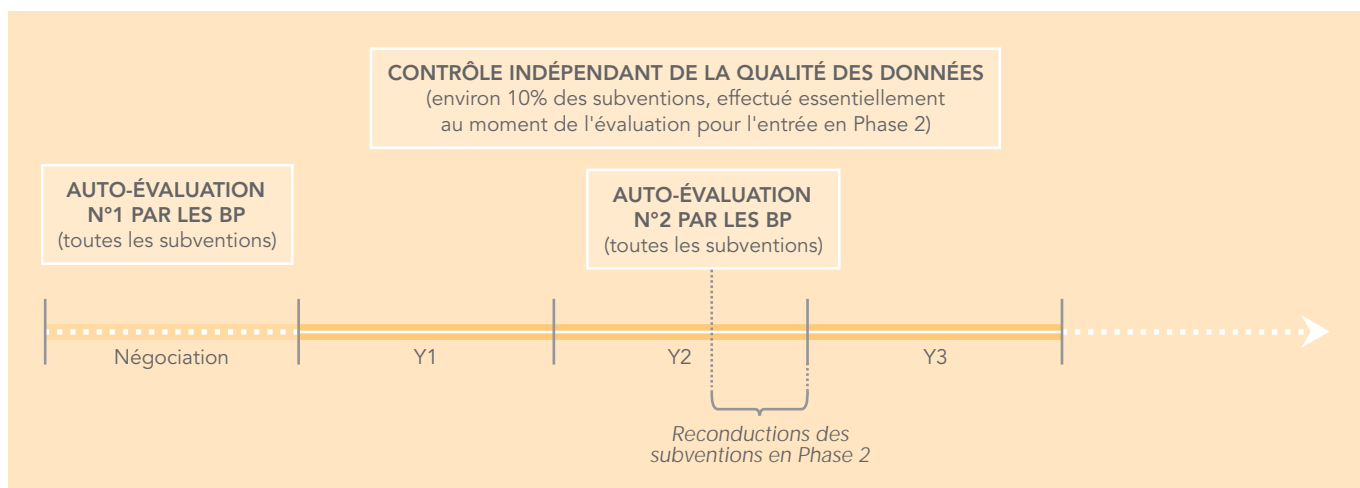 CONTRÔLE INDÉPENDANT DE LA QUALITÉ DES DONNÉES
(environ 10% des subventions, effectué essentiellement
au moment de l'évaluation pour l'entrée en Phase 2)
AUTO-ÉVALUATION
N°1 PAR LES BP
(toutes les subventions)
AUTO-ÉVALUATION
N°2 PAR LES BP
(toutes les subventions)
Négociation
Y1
Y2
Y3
Reconductions des
subventions en Phase 2